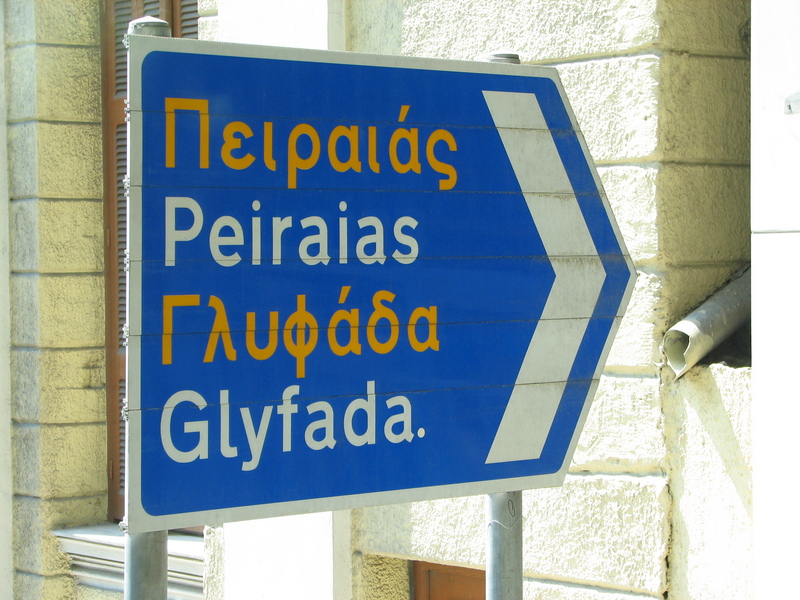 Πειραιάς
Peiraias
Γλυφάδα
Glyfada.